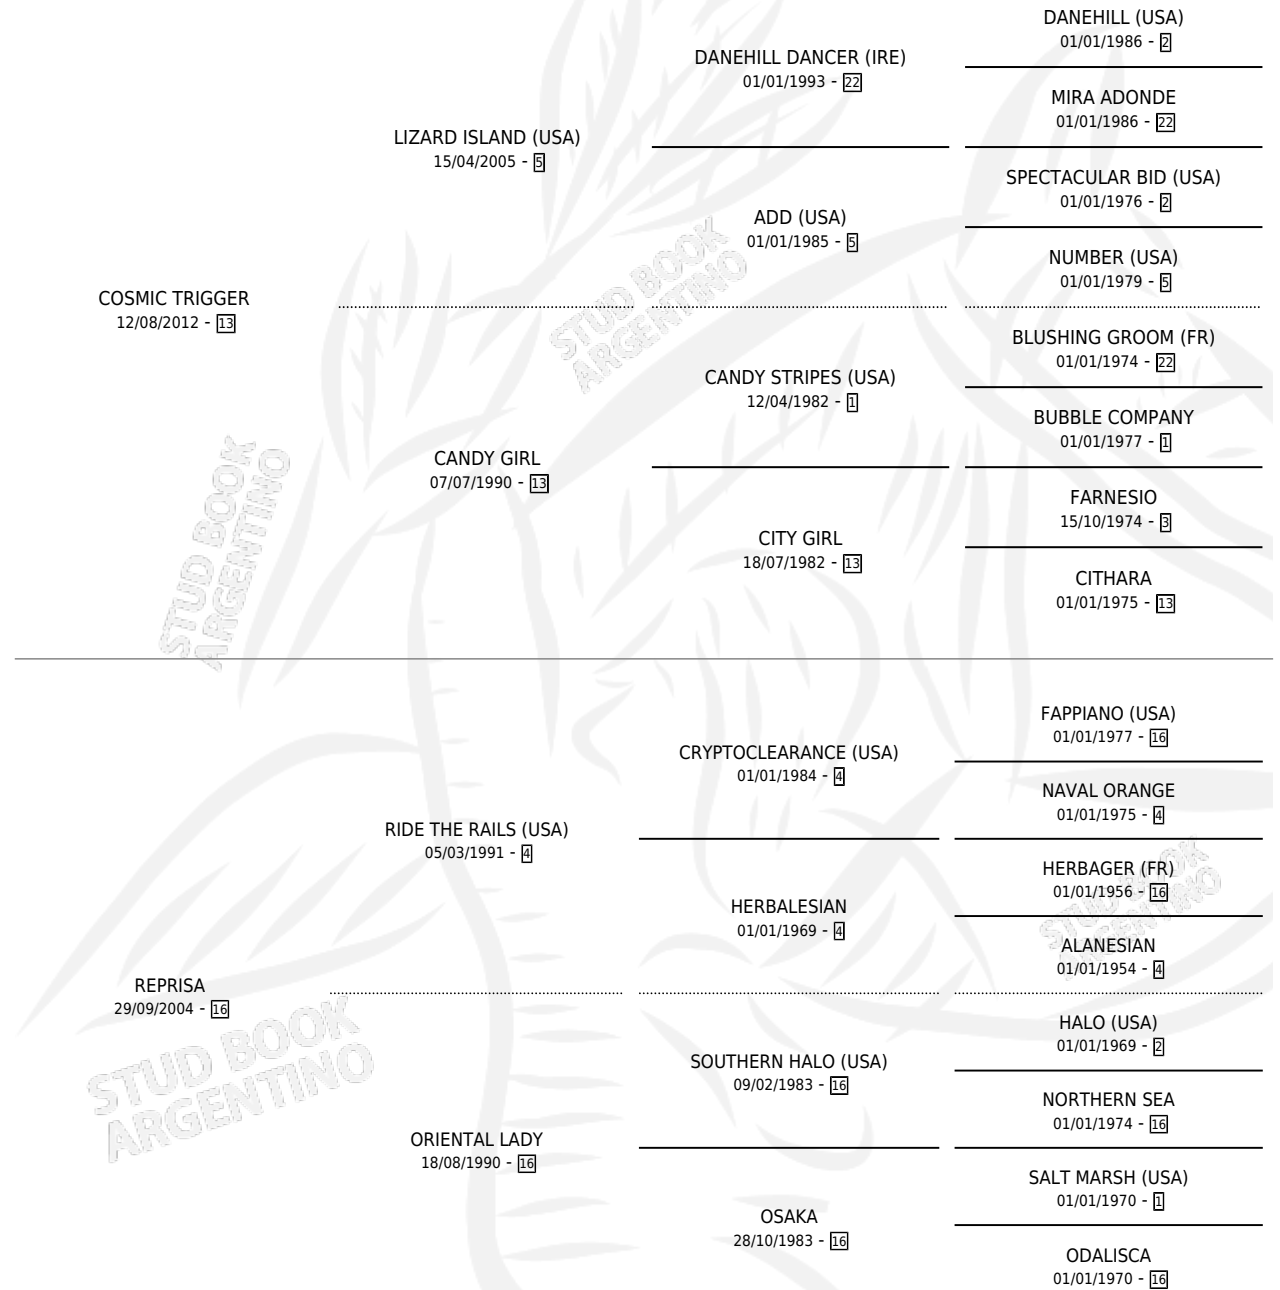 DANEHILL (USA)
01/01/1986 - 2
DANEHILL DANCER (IRE)
01/01/1993 - 22
MIRA ADONDE
01/01/1986 - 22
LIZARD ISLAND (USA)
15/04/2005 - 5
SPECTACULAR BID (USA)
01/01/1976 - 2
ADD (USA)
01/01/1985 - 5
NUMBER (USA)
01/01/1979 - 5
COSMIC TRIGGER
12/08/2012 - 13
BLUSHING GROOM (FR)
01/01/1974 - 22
CANDY STRIPES (USA)
12/04/1982 - 1
BUBBLE COMPANY
01/01/1977 - 1
CANDY GIRL
07/07/1990 - 13
FARNESIO
15/10/1974 - 3
CITY GIRL
18/07/1982 - 13
CITHARA
01/01/1975 - 13
FAPPIANO (USA)
01/01/1977 - 16
CRYPTOCLEARANCE (USA)
01/01/1984 - 4
NAVAL ORANGE
01/01/1975 - 4
RIDE THE RAILS (USA)
05/03/1991 - 4
HERBAGER (FR)
01/01/1956 - 16
HERBALESIAN
01/01/1969 - 4
ALANESIAN
01/01/1954 - 4
REPRISA
29/09/2004 - 16
HALO (USA)
01/01/1969 - 2
SOUTHERN HALO (USA)
09/02/1983 - 16
NORTHERN SEA
01/01/1974 - 16
ORIENTAL LADY
18/08/1990 - 16
SALT MARSH (USA)
01/01/1970 - 1
OSAKA
28/10/1983 - 16
ODALISCA
01/01/1970 - 16
STUD BOOK
ARGENTINO
STUD BOOK
ARGENTINO
STUD BOOK
ARGENTINO
STUD BOOK
ARGENTINO